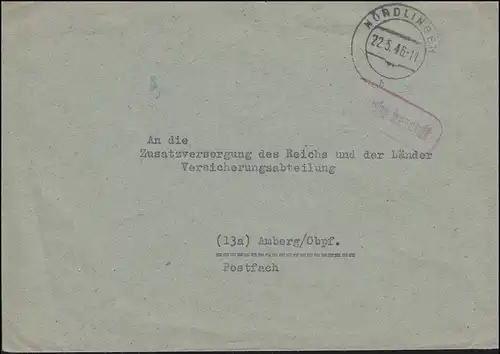 NÖRDLINGEN
22.5.46-11
b
An die
Zusatzversorgung des Reichs und der Länder
Versicherungsabteilung
(13a) Amberg/Obpf.
Postfach